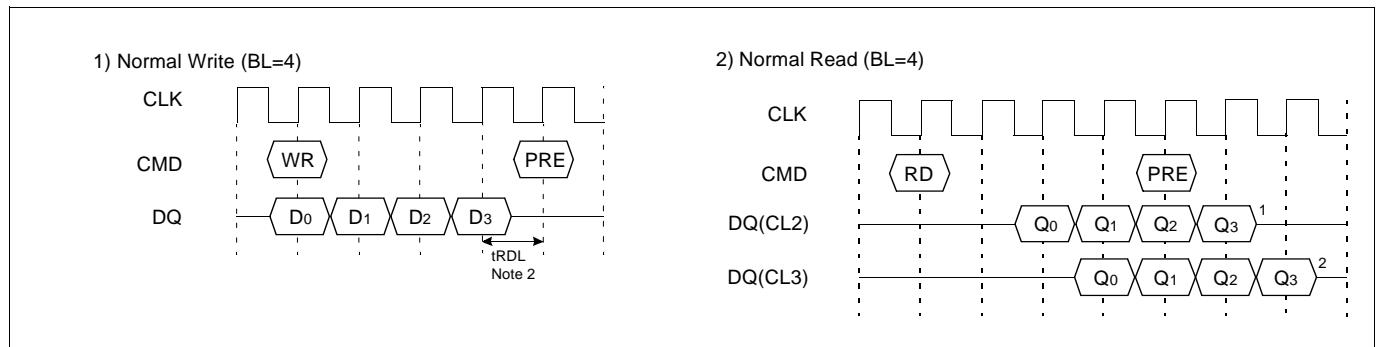 1) Normal Write (BL=4)
CLK
CMD WR PRE
DQ D0 D1 D2 D3
tRDL
Note 2
2) Normal Read (BL=4)
CLK
CMD RD PRE
DQ(CL2) Q0 Q1 Q2 Q3 1
DQ(CL3) Q0 Q1 Q2 Q3 2